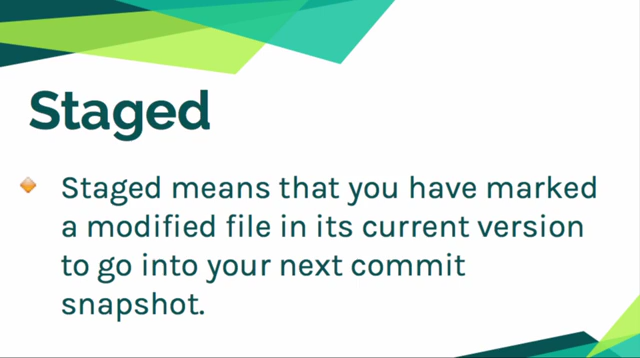 Staged
Staged means that you have marked
a modified file in its current version
to go into your next commit
snapshot.